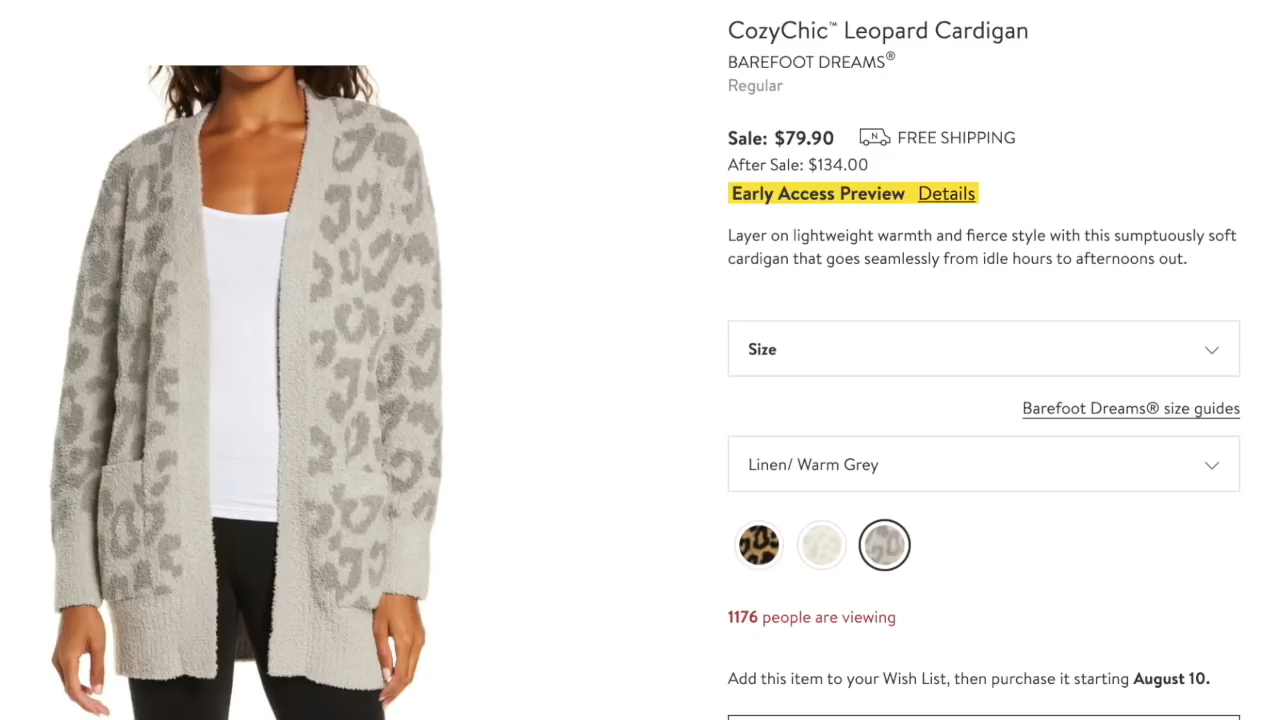 CozyChic™ Leopard Cardigan
BAREFOOT DREAMS®
Regular
Sale: $79.90 N FREE SHIPPING
After Sale: $134.00
Early Access Preview Details
Layer on lightweight warmth and fierce style with this sumptuously soft
cardigan that goes seamlessly from idle hours to afternoons out.
Size
Barefoot Dreams® size guides
Linen/ Warm Grey
1176 people are viewing
Add this item to your Wish List, then purchase it starting August 10.